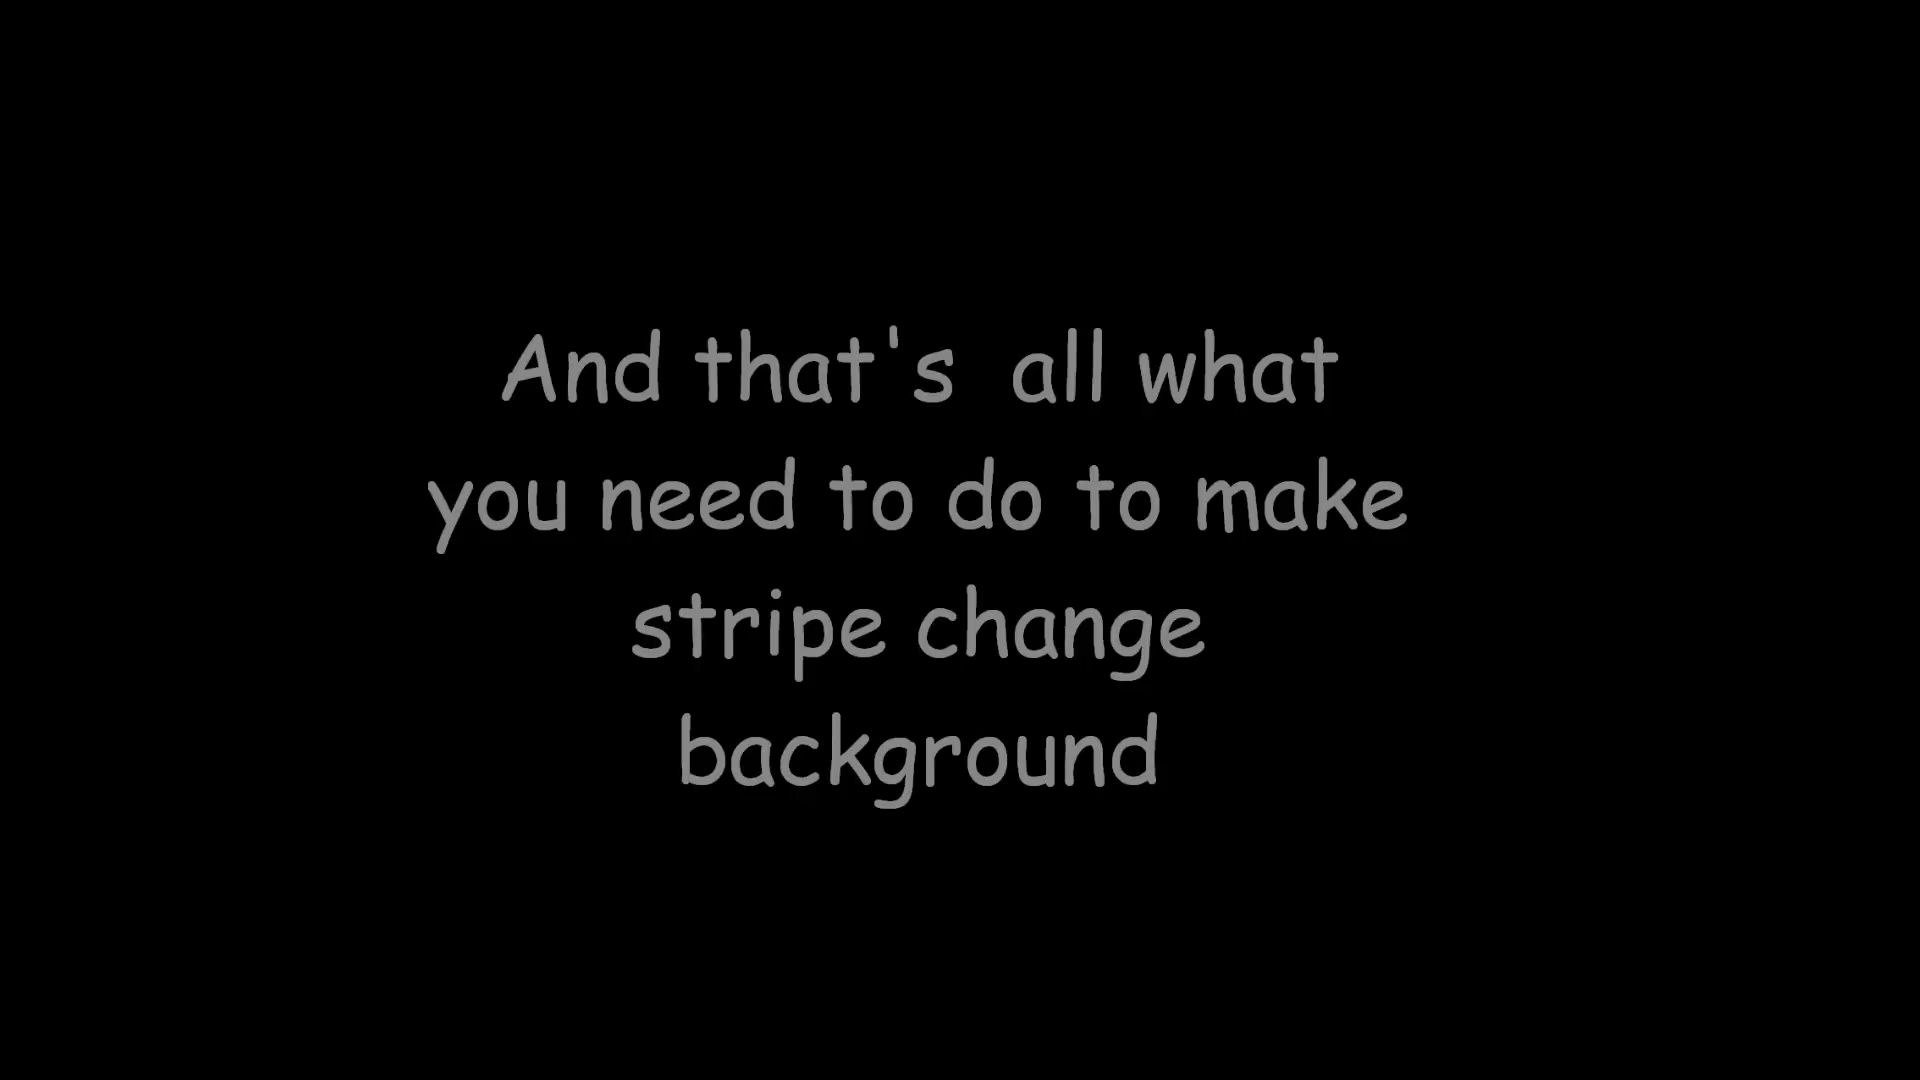 And that's  all what
you need to do to make
stripe change
background